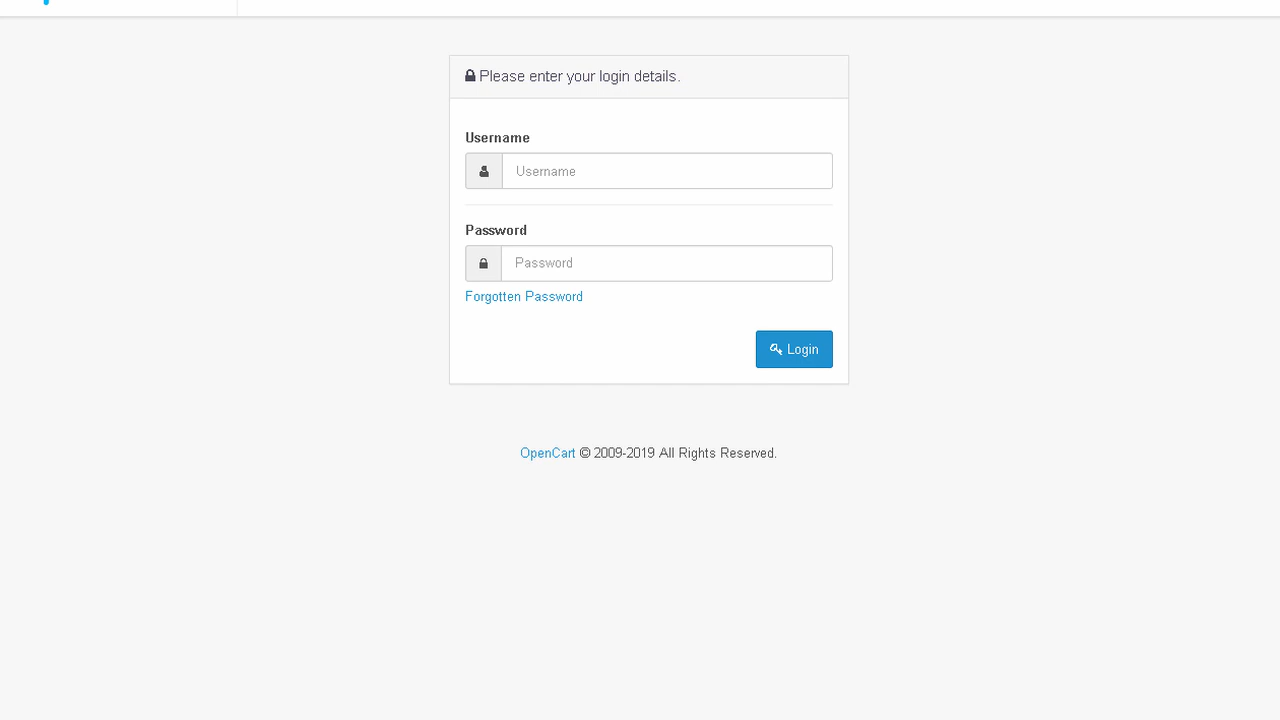 Please enter your login details.
Username
Username
Password
Password
Forgotten Password
Login
OpenCart © 2009-2019 All Rights Reserved.